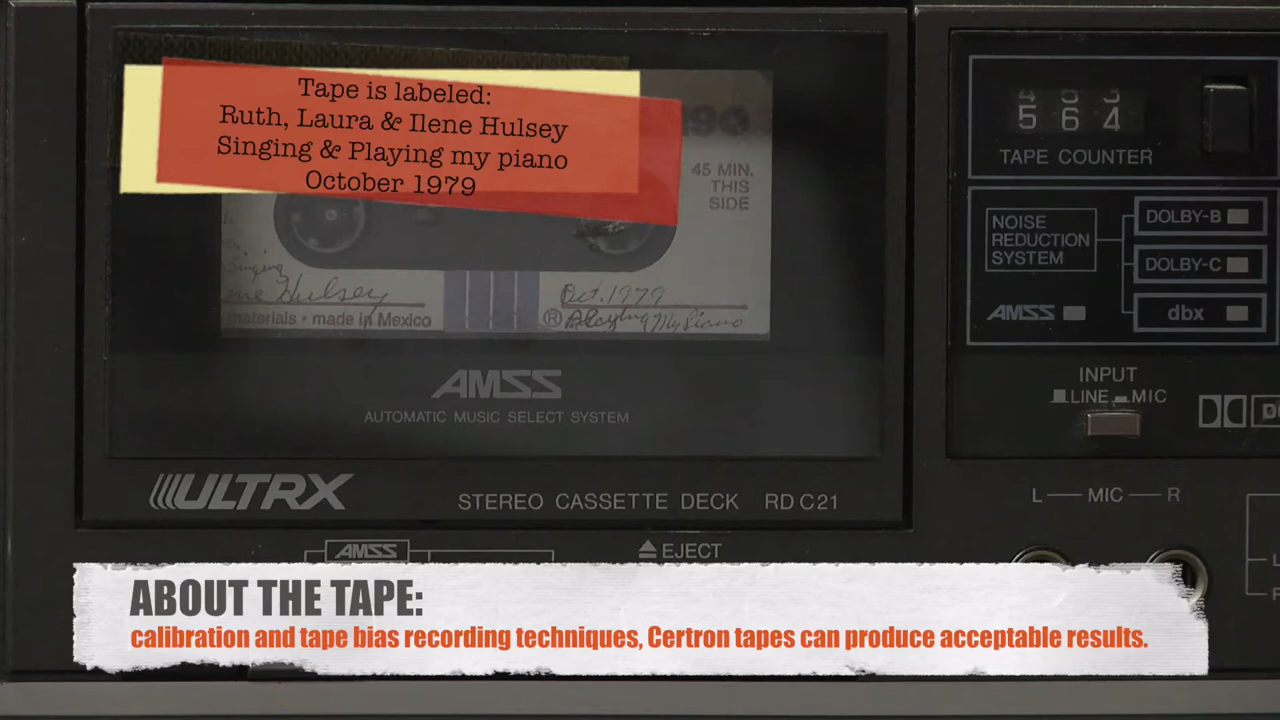 Tape is labeled:
Ruth, Laura & Ilene Hulsey
Singing & Playing my piano
October 1979
90
45 MIN.
THIS
SIDE
Singing
Hulsey
Oct. 1979
Playing My Piano
materials • made in Mexico
®
AMSS
AUTOMATIC MUSIC SELECT SYSTEM
ULTRX
STEREO CASSETTE DECK RD C21
AMSS
EJECT
5 6 4
TAPE COUNTER
NOISE
REDUCTION
SYSTEM
DOLBY-B
DOLBY-C
dbx
AMSS
INPUT
LINE MIC
L MIC R
ABOUT THE TAPE:
calibration and tape bias recording techniques, Certron tapes can produce acceptable results.